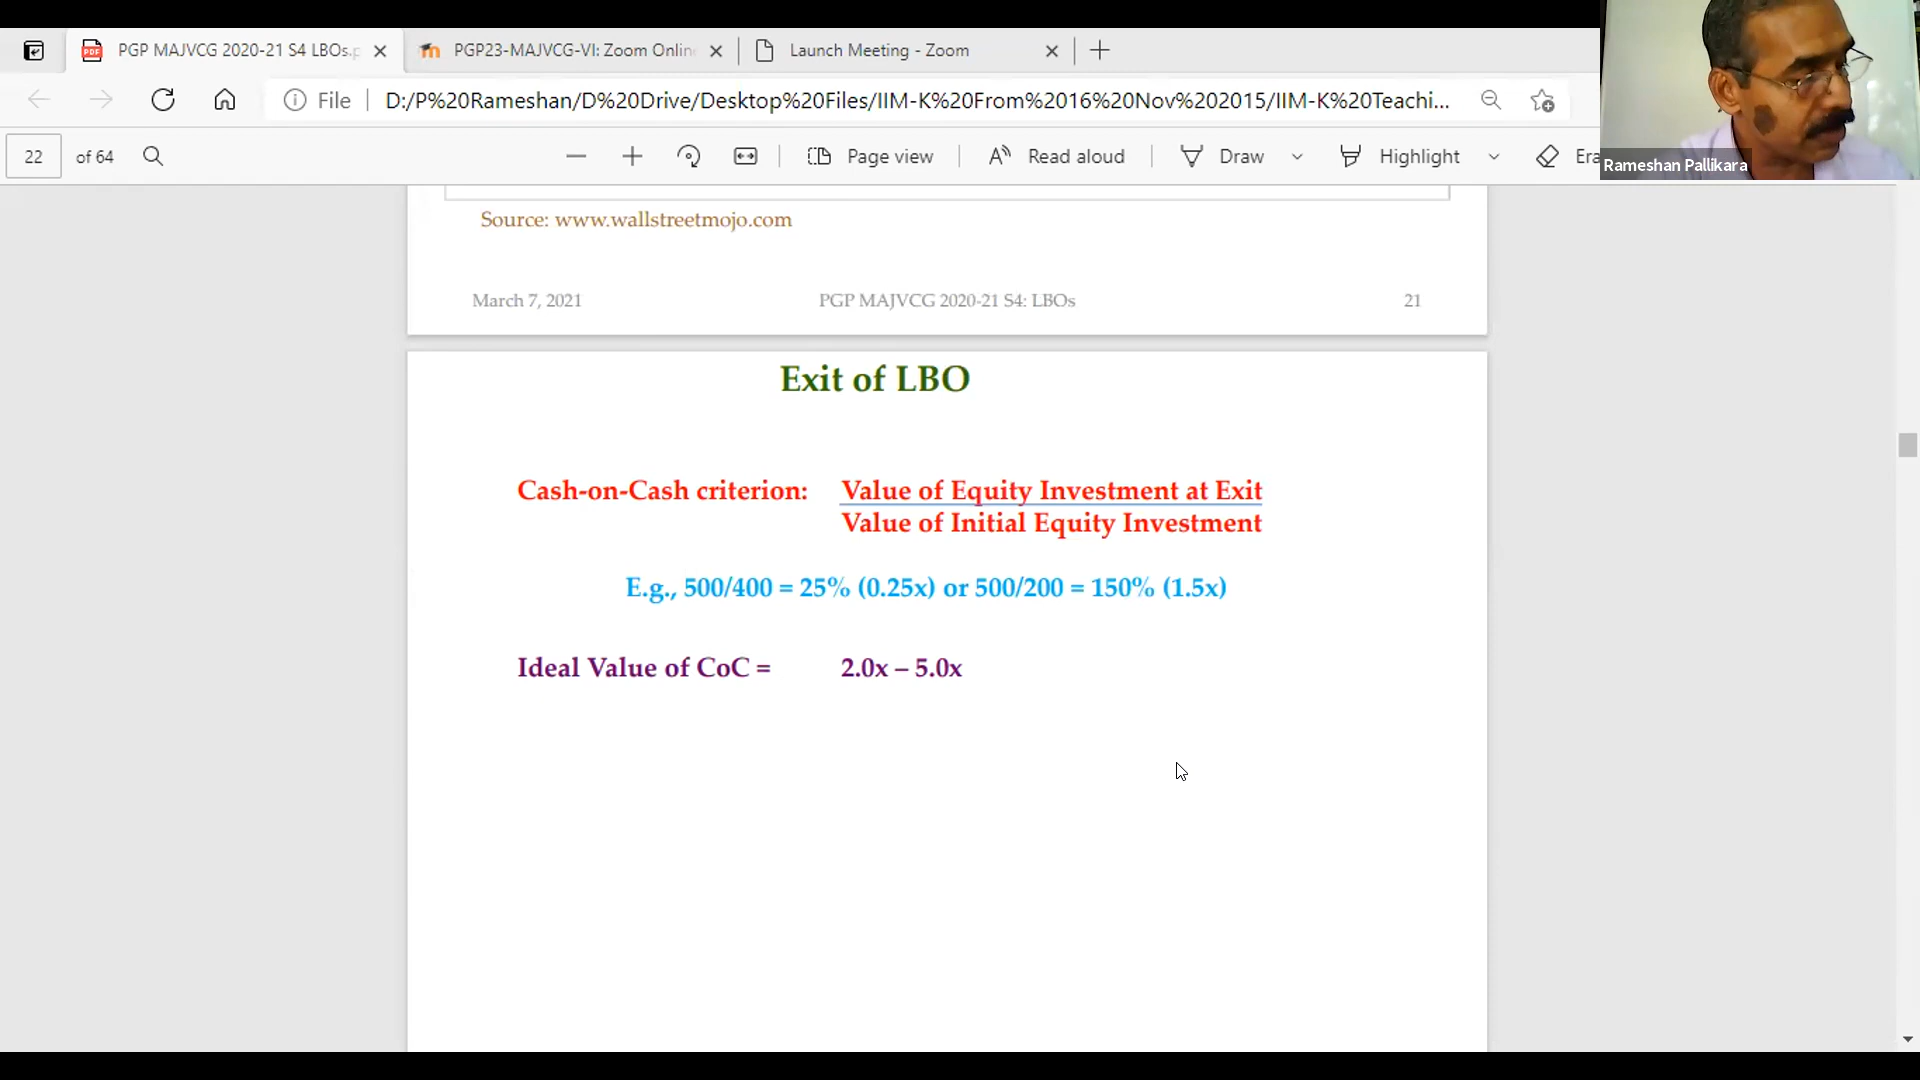 PGP MAJVCG 2020-21 S4 LBOs.p
PGP23-MAJVCG-VI: Zoom Onlin
Launch Meeting - Zoom
File
D:/P%20Rameshan/D%20Drive/Desktop%20Files/IIM-K%20From%2016%20Nov%202015/IIM-K%20Teachi...
22 of 64
Page view
Read aloud
Draw
Highlight
Era
Rameshan Pallikara
Source: www.wallstreetmojo.com
March 7, 2021 PGP MAJVCG 2020-21 S4: LBOs 21
Exit of LBO
Cash-on-Cash criterion: Value of Equity Investment at Exit
Value of Initial Equity Investment
E.g., 500/400 = 25% (0.25x) or 500/200 = 150% (1.5x)
Ideal Value of CoC = 2.0x – 5.0x